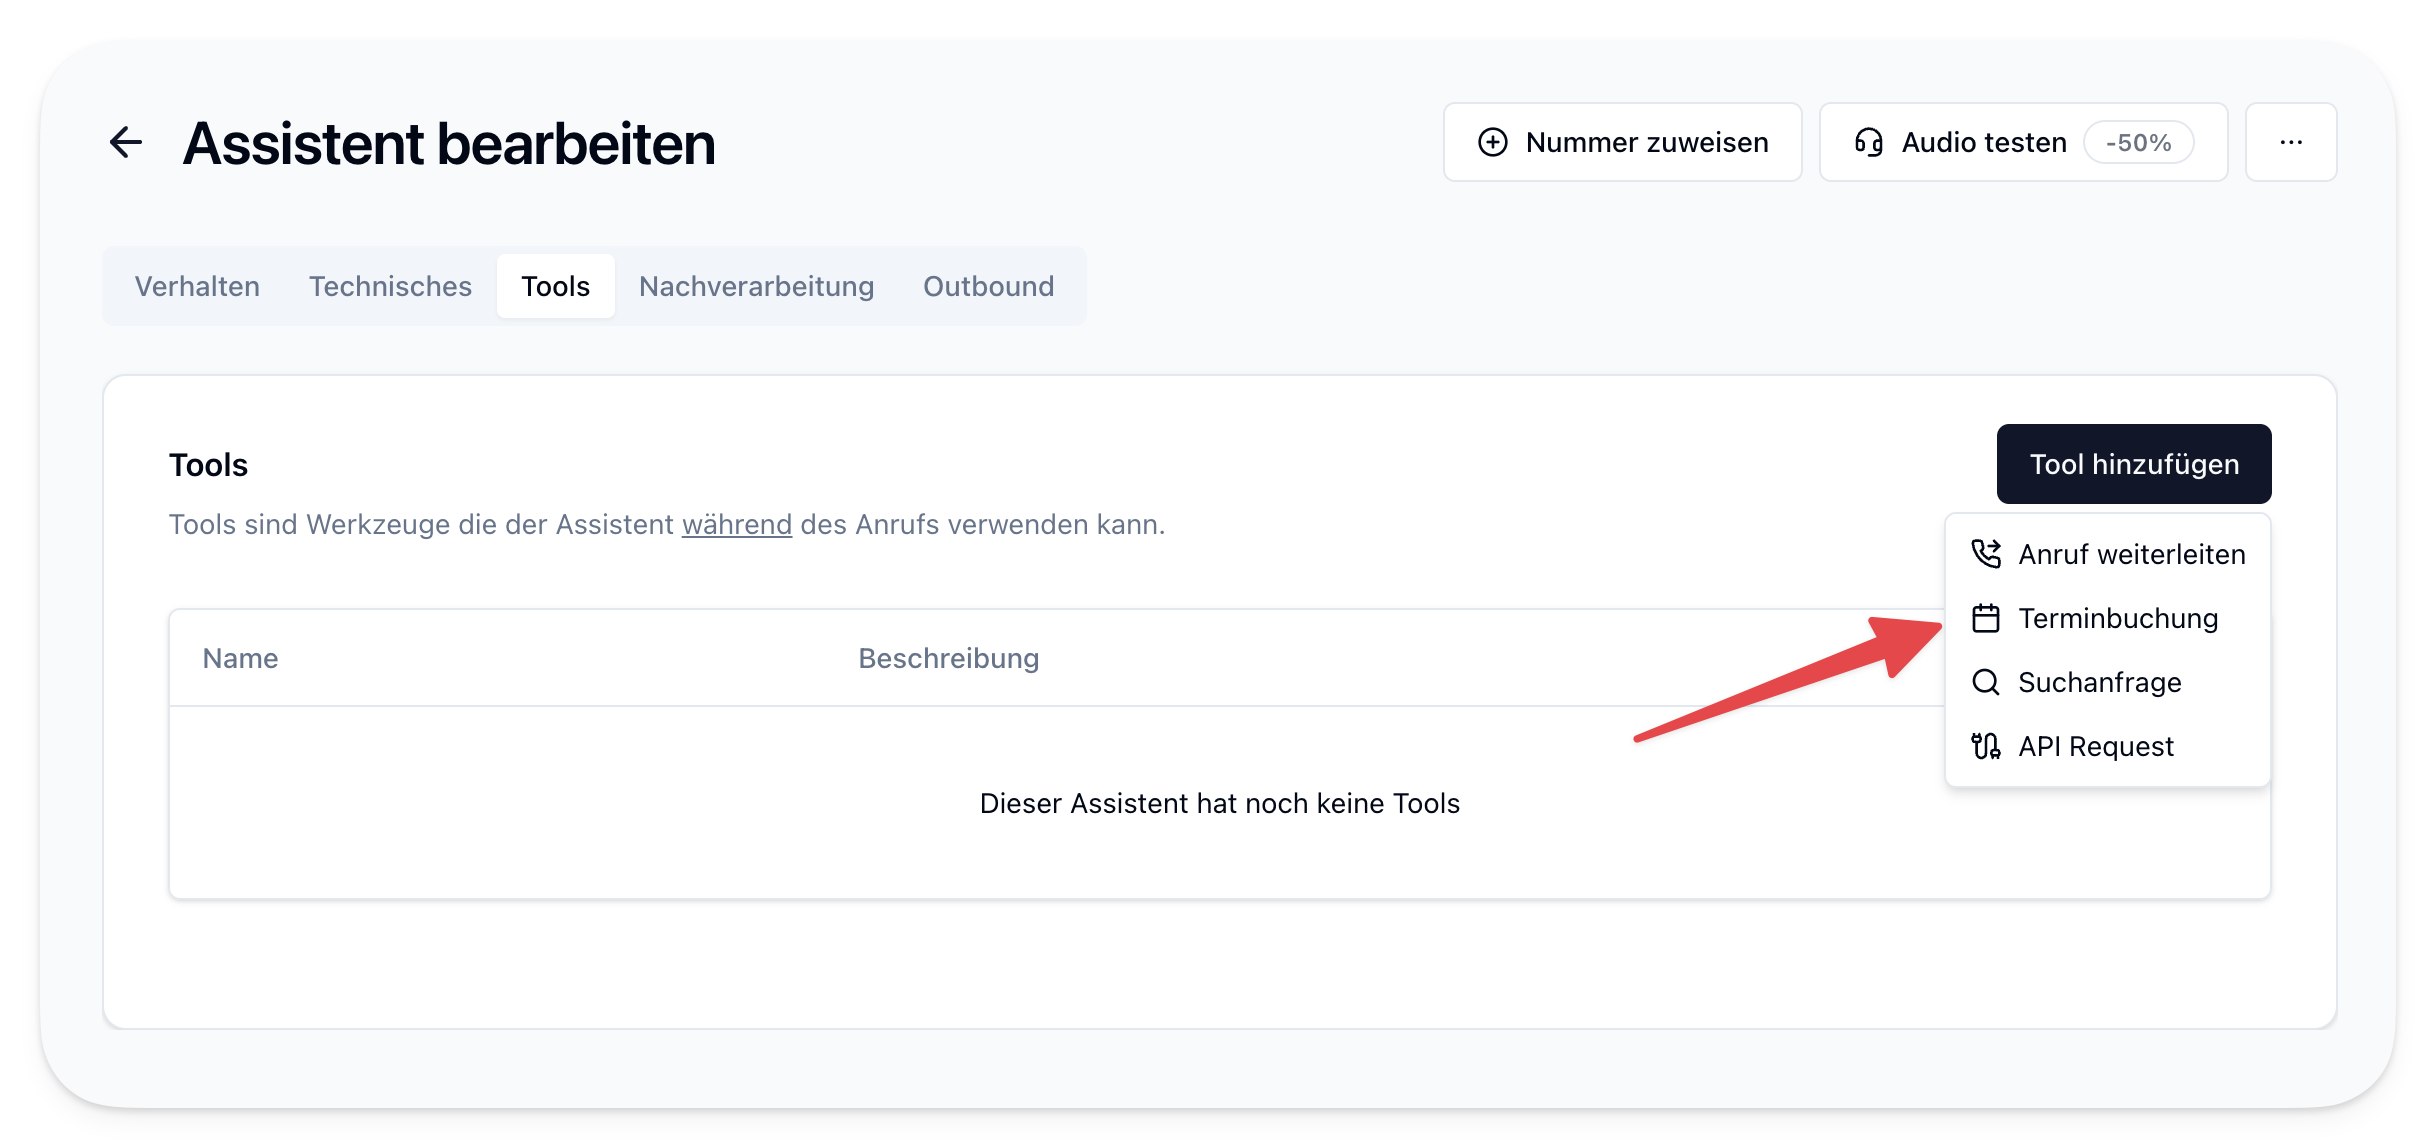 Assistent bearbeiten
Nummer zuweisen
Audio testen
-50%
...
Verhalten
Technisches
Tools
Nachverarbeitung
Outbound
Tools
Tool hinzufügen
Tools sind Werkzeuge die der Assistent während des Anrufs verwenden kann.
Anruf weiterleiten
Terminbuchung
Suchanfrage
API Request
Name
Beschreibung
Dieser Assistent hat noch keine Tools